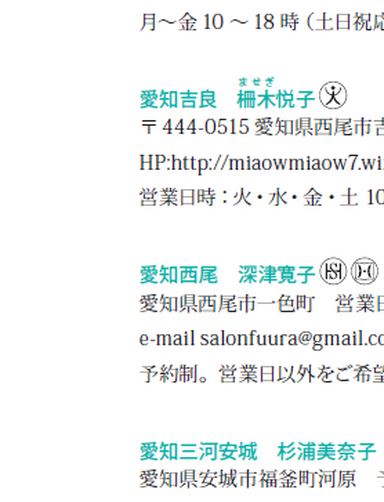 月～金 10 ～ 18 時（土日祝応
愛知吉良　柵木悦子
ませぎ
〒 444-0515 愛知県西尾市吉
HP:http://miaowmiaow7.wi
営業日時：火・水・金・土 10
愛知西尾　深津寛子
愛知県西尾市一色町　営業日
e-mail salonfuura@gmail.co
予約制。営業日以外をご希望
愛知三河安城　杉浦美奈子
愛知県安城市福釜町河原